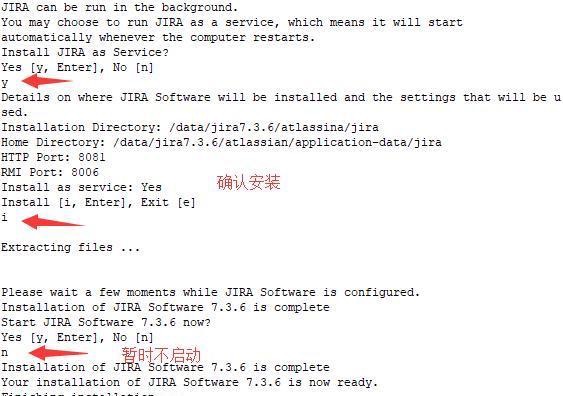 JIRA can be run in the background.
You may choose to run JIRA as a service, which means it will start
automatically whenever the computer restarts.
Install JIRA as Service?
Yes [y, Enter], No [n]
y
Details on where JIRA Software will be installed and the settings that will be u
sed.
Installation Directory: /data/jira7.3.6/atlassina/jira
Home Directory: /data/jira7.3.6/atlassian/application-data/jira
HTTP Port: 8081
RMI Port: 8006
Install as service: Yes
确认安装
Install [i, Enter], Exit [e]
i
Extracting files ...
Please wait a few moments while JIRA Software is configured.
Installation of JIRA Software 7.3.6 is complete
Start JIRA Software 7.3.6 now?
Yes [y, Enter], No [n]
n
暂时不启动
Installation of JIRA Software 7.3.6 is complete
Your installation of JIRA Software 7.3.6 is now ready.
Finishing installation